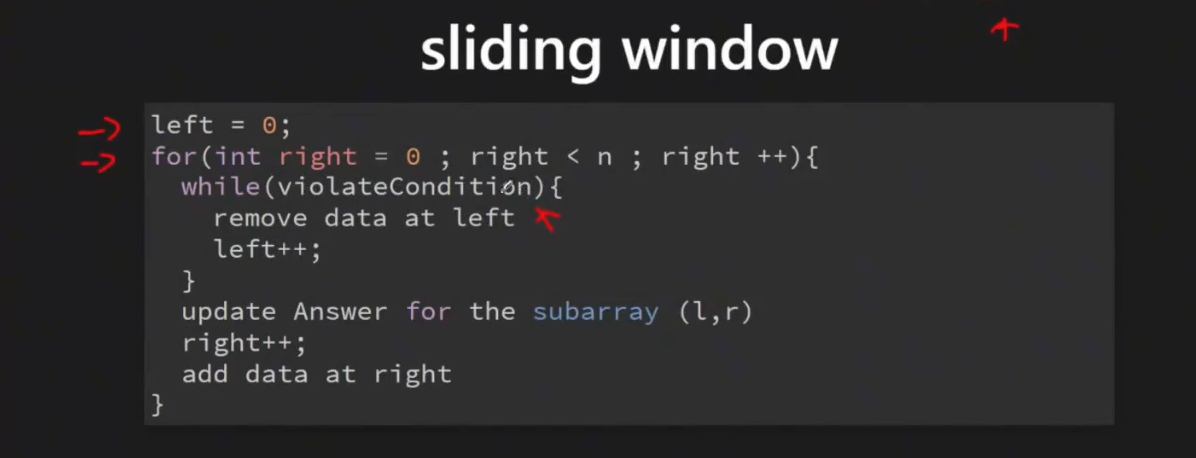 sliding window
left = 0;
for(int right = 0 ; right < n ; right ++){
while(violateCondition){
remove data at left
left++;
}
update Answer for the subarray (l,r)
right++;
add data at right
}